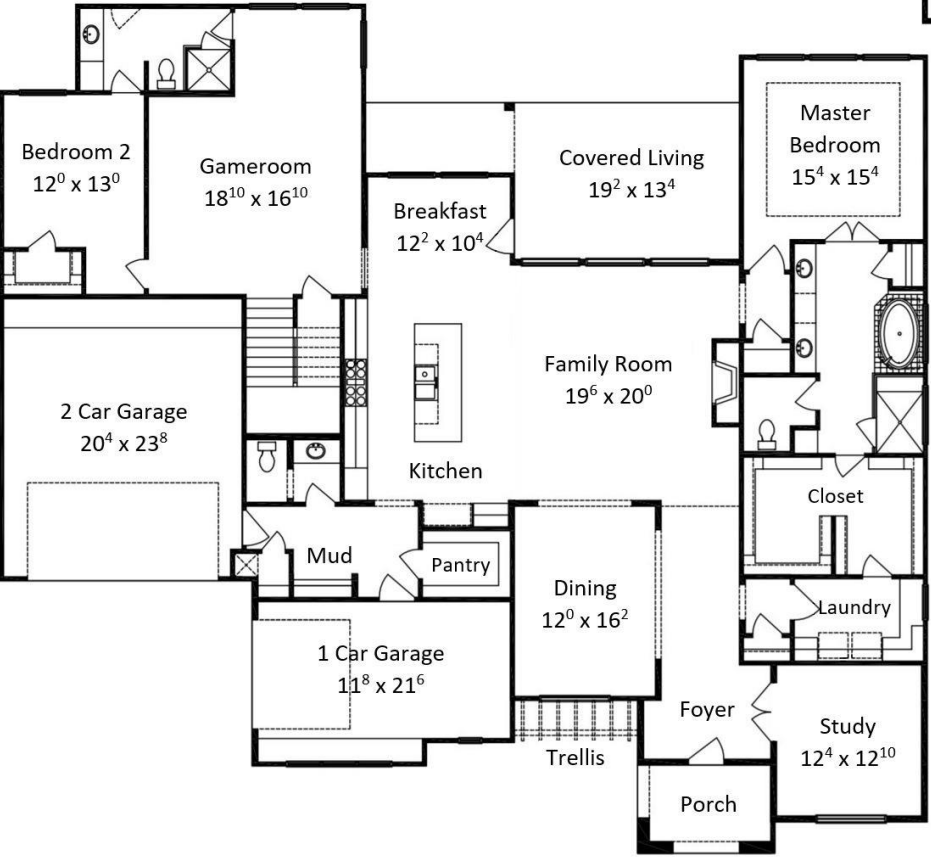 Bedroom 2
12⁰ x 13⁰
Gameroom
18¹⁰ x 16¹⁰
Breakfast
12² x 10⁴
Covered Living
19² x 13⁴
Master
Bedroom
15⁴ x 15⁴
2 Car Garage
20⁴ x 23⁸
Family Room
19⁶ x 20⁰
Kitchen
Closet
Mud
Pantry
Dining
12⁰ x 16²
Laundry
1 Car Garage
11⁸ x 21⁶
Foyer
Study
12⁴ x 12¹⁰
Trellis
Porch